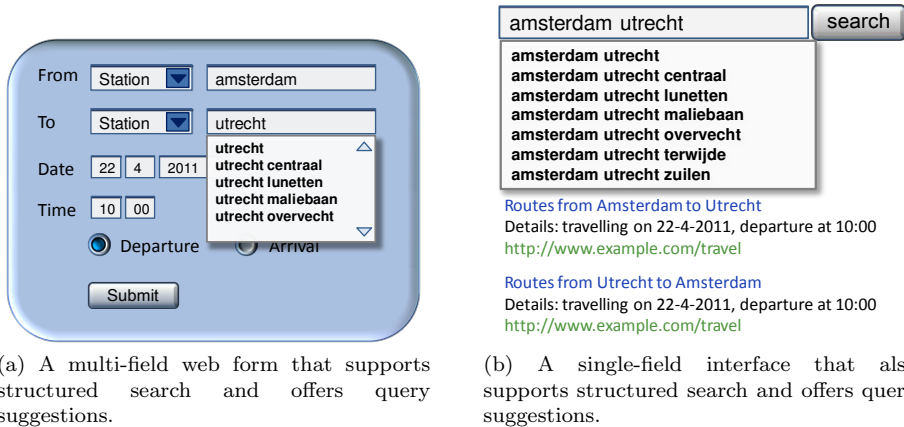 From Station amsterdam
To Station utrecht
utrecht
utrecht centraal
utrecht lunetten
utrecht maliebaan
utrecht overvecht
Date 22 4 2011
Time 10 00
Departure Arrival
Submit
(a) A multi-field web form that supports
structured search and offers query
suggestions.
amsterdam utrecht search
amsterdam utrecht
amsterdam utrecht centraal
amsterdam utrecht lunetten
amsterdam utrecht maliebaan
amsterdam utrecht overvecht
amsterdam utrecht terwijde
amsterdam utrecht zuilen
Routes from Amsterdam to Utrecht
Details: travelling on 22-4-2011, departure at 10:00
http://www.example.com/travel
Routes from Utrecht to Amsterdam
Details: travelling on 22-4-2011, departure at 10:00
http://www.example.com/travel
(b) A single-field interface that als
supports structured search and offers quer
suggestions.